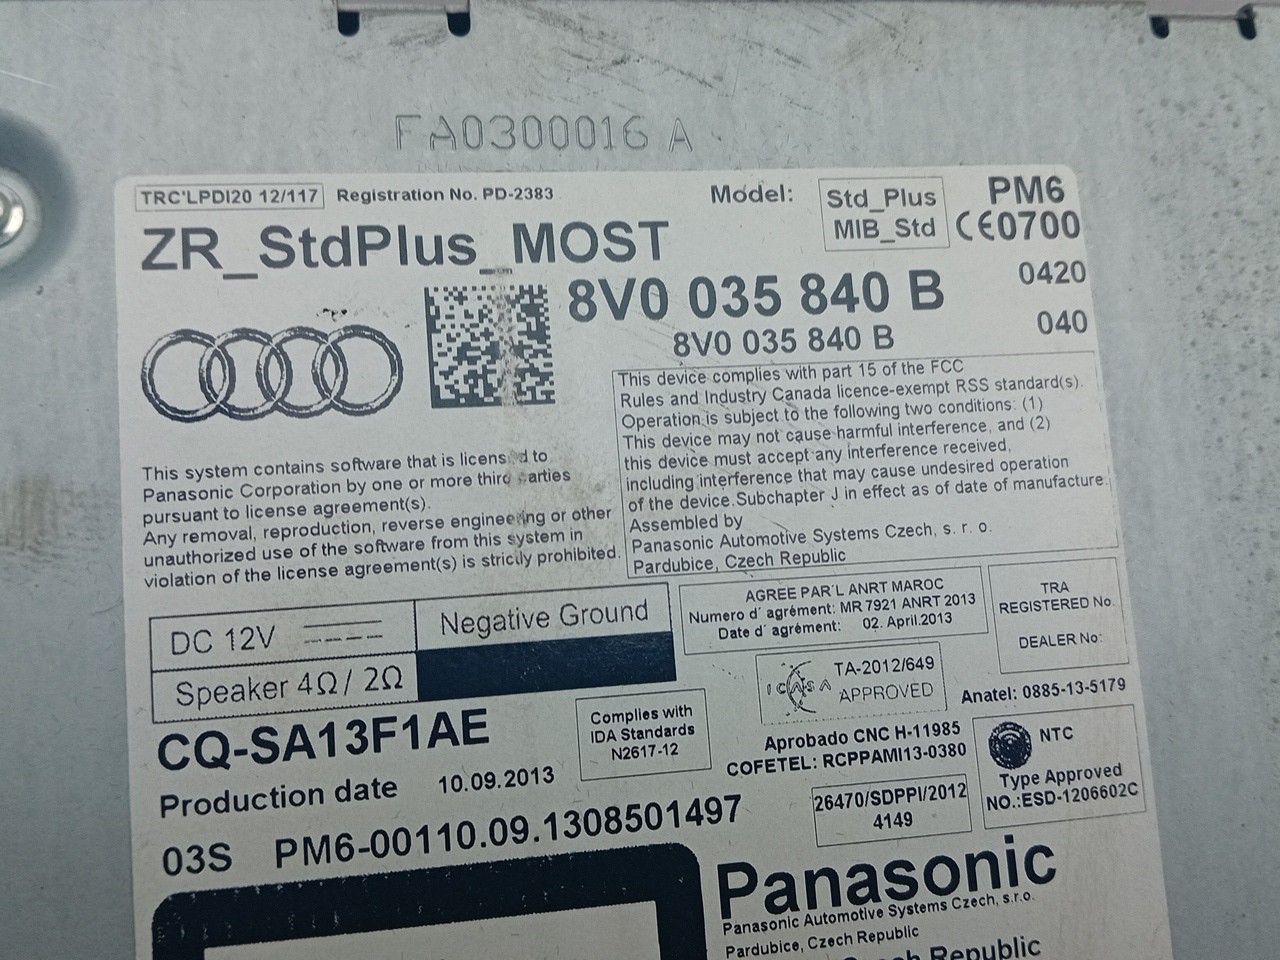 FA0300016 A
TRC'LPDI20 12/117
Registration No. PD-2383
Model:
Std_Plus
MIB_Std
PM6
CE0700
ZR_StdPlus_MOST
8V0 035 840 B
0420
8V0 035 840 B
040
This device complies with part 15 of the FCC
Rules and Industry Canada licence-exempt RSS standard(s).
Operation is subject to the following two conditions: (1)
This device may not cause harmful interference, and (2)
this device must accept any interference received,
including interference that may cause undesired operation
of the device.Subchapter J in effect as of date of manufacture.
Assembled by
Panasonic Automotive Systems Czech, s. r. o.
Pardubice, Czech Republic
This system contains software that is licensed to
Panasonic Corporation by one or more third parties
pursuant to license agreement(s).
Any removal, reproduction, reverse engineering or other
unauthorized use of the software from this system in
violation of the license agreement(s) is strictly prohibited.
DC 12V
Negative Ground
Speaker 4Ω/ 2Ω
AGREE PAR'L ANRT MAROC
Numero d' agrément: MR 7921 ANRT 2013
Date d' agrément: 02. April.2013
TRA
REGISTERED No.
DEALER No:
ICASA
TA-2012/649
APPROVED
Anatel: 0885-13-5179
CQ-SA13F1AE
Complies with
IDA Standards
N2617-12
Aprobado CNC H-11985
COFETEL: RCPPAMI13-0380
NTC
Type Approved
NO.:ESD-1206602C
Production date 10.09.2013
26470/SDPPI/2012
4149
03S PM6-00110.09.1308501497
Panasonic
Panasonic Automotive Systems Czech, s.r.o.
Pardubice, Czech Republic
Republic